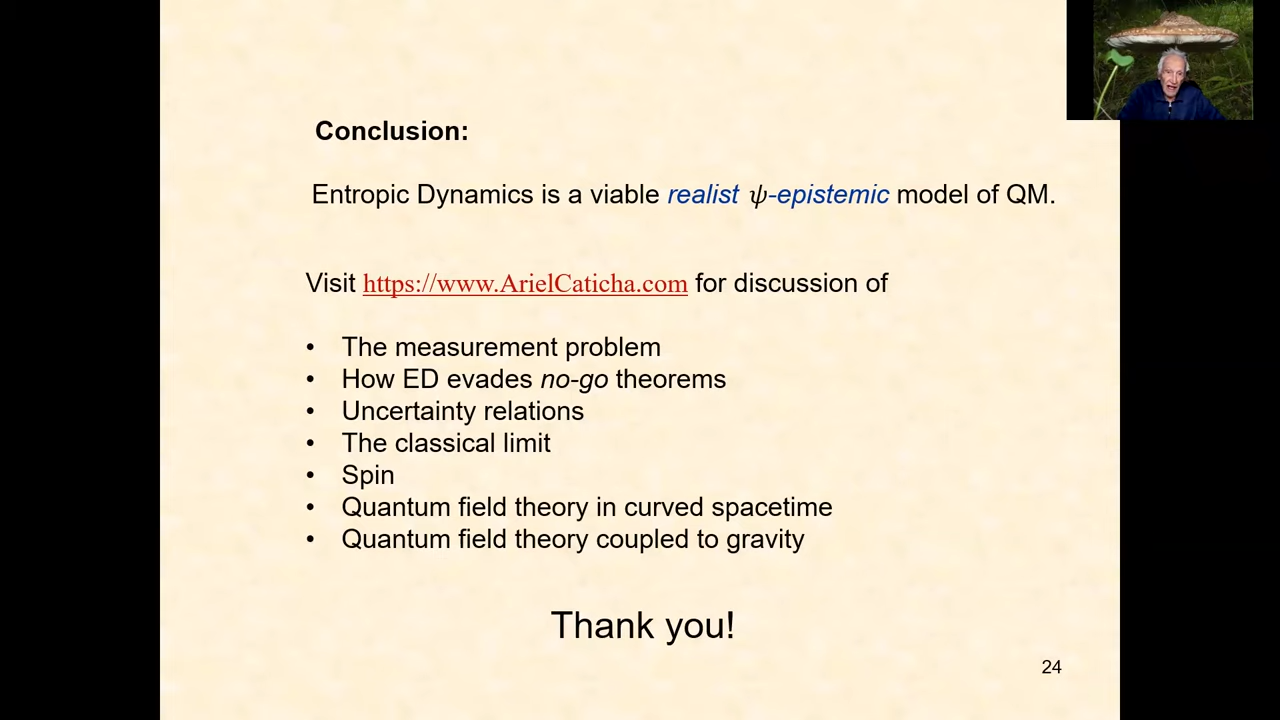 Conclusion:
Entropic Dynamics is a viable realist ψ-epistemic model of QM.
Visit https://www.ArielCaticha.com for discussion of
• The measurement problem
• How ED evades no-go theorems
• Uncertainty relations
• The classical limit
• Spin
• Quantum field theory in curved spacetime
• Quantum field theory coupled to gravity
Thank you!
24